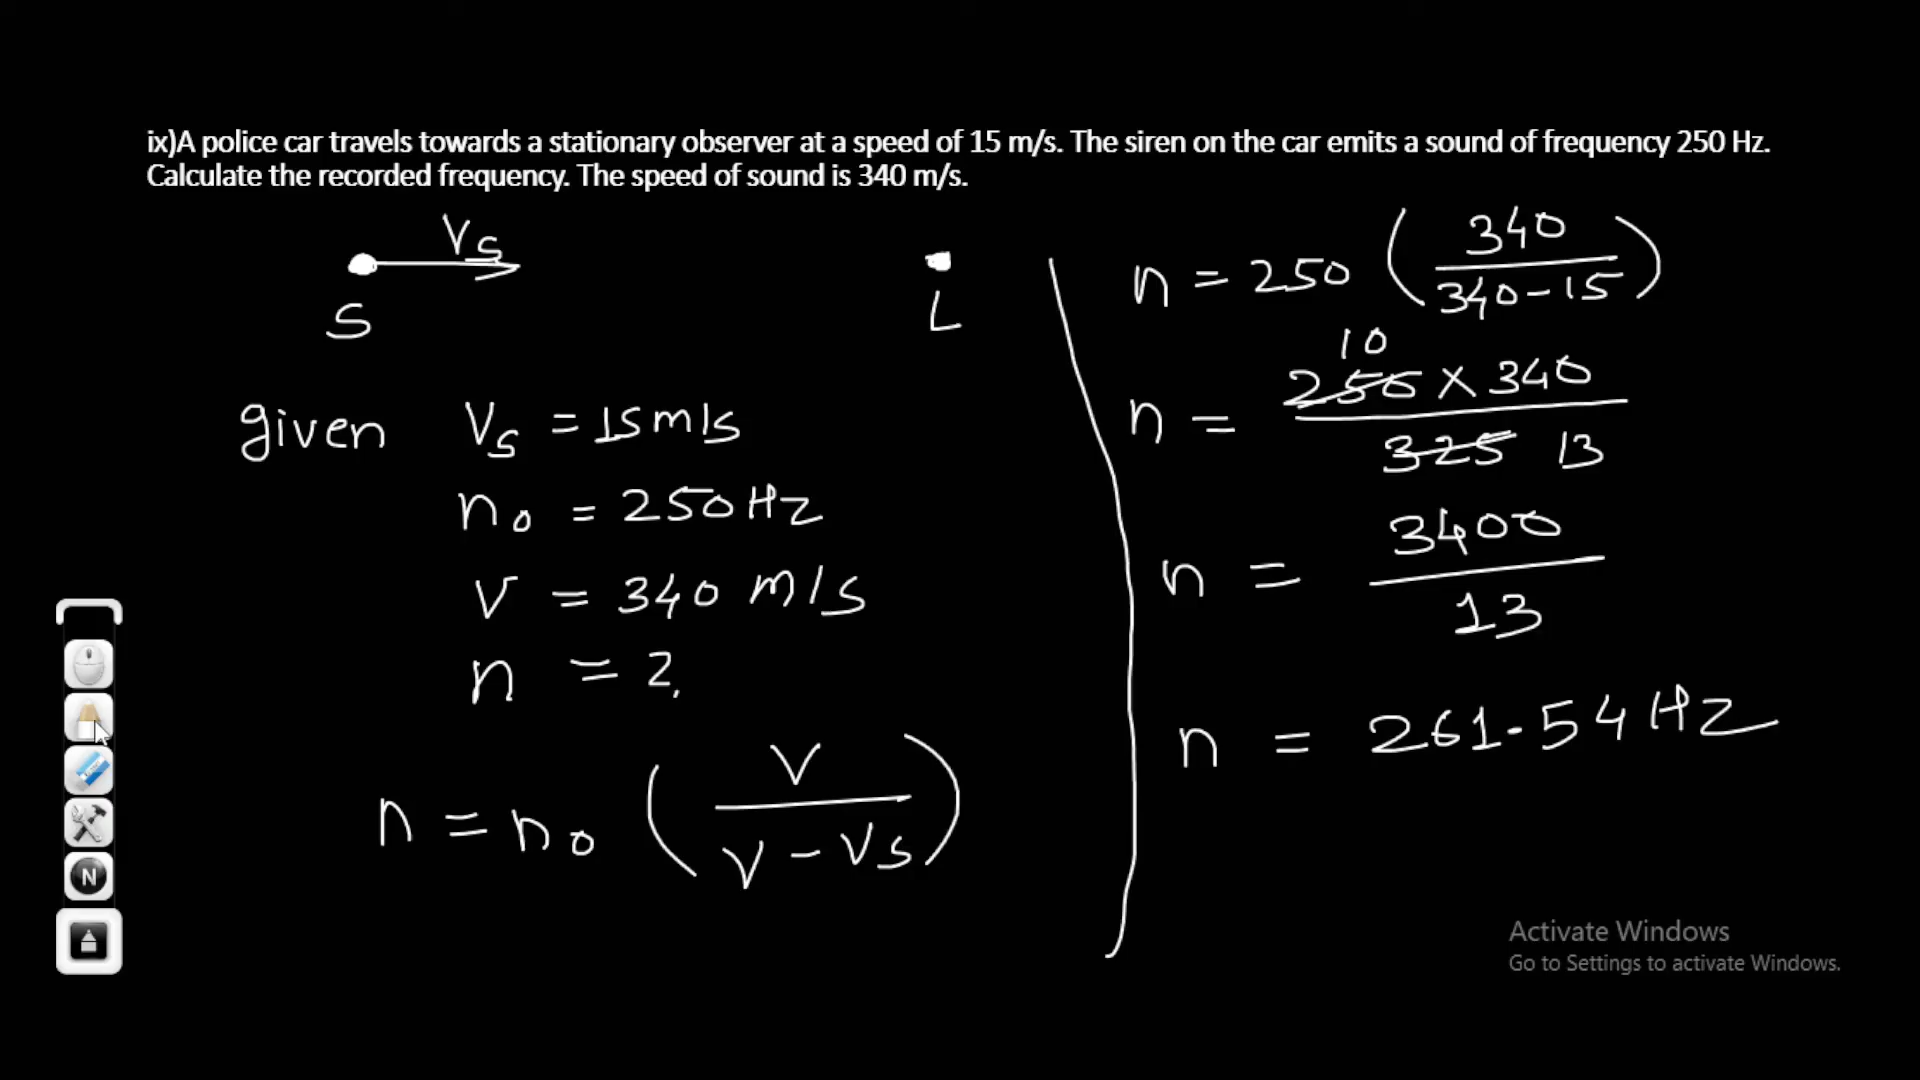 ix)A police car travels towards a stationary observer at a speed of 15 m/s. The siren on the car emits a sound of frequency 250 Hz.
Calculate the recorded frequency. The speed of sound is 340 m/s.
Vs
S
L
given Vs = 15 m/s
no = 250 Hz
V = 340 m/s
n = ?
n = no ( V / V - Vs )
n = 250 ( 340 / 340 - 15 )
10
n = 250 x 340 / 325 13
n = 3400 / 13
n = 261.54 Hz
N
Activate Windows
Go to Settings to activate Windows.